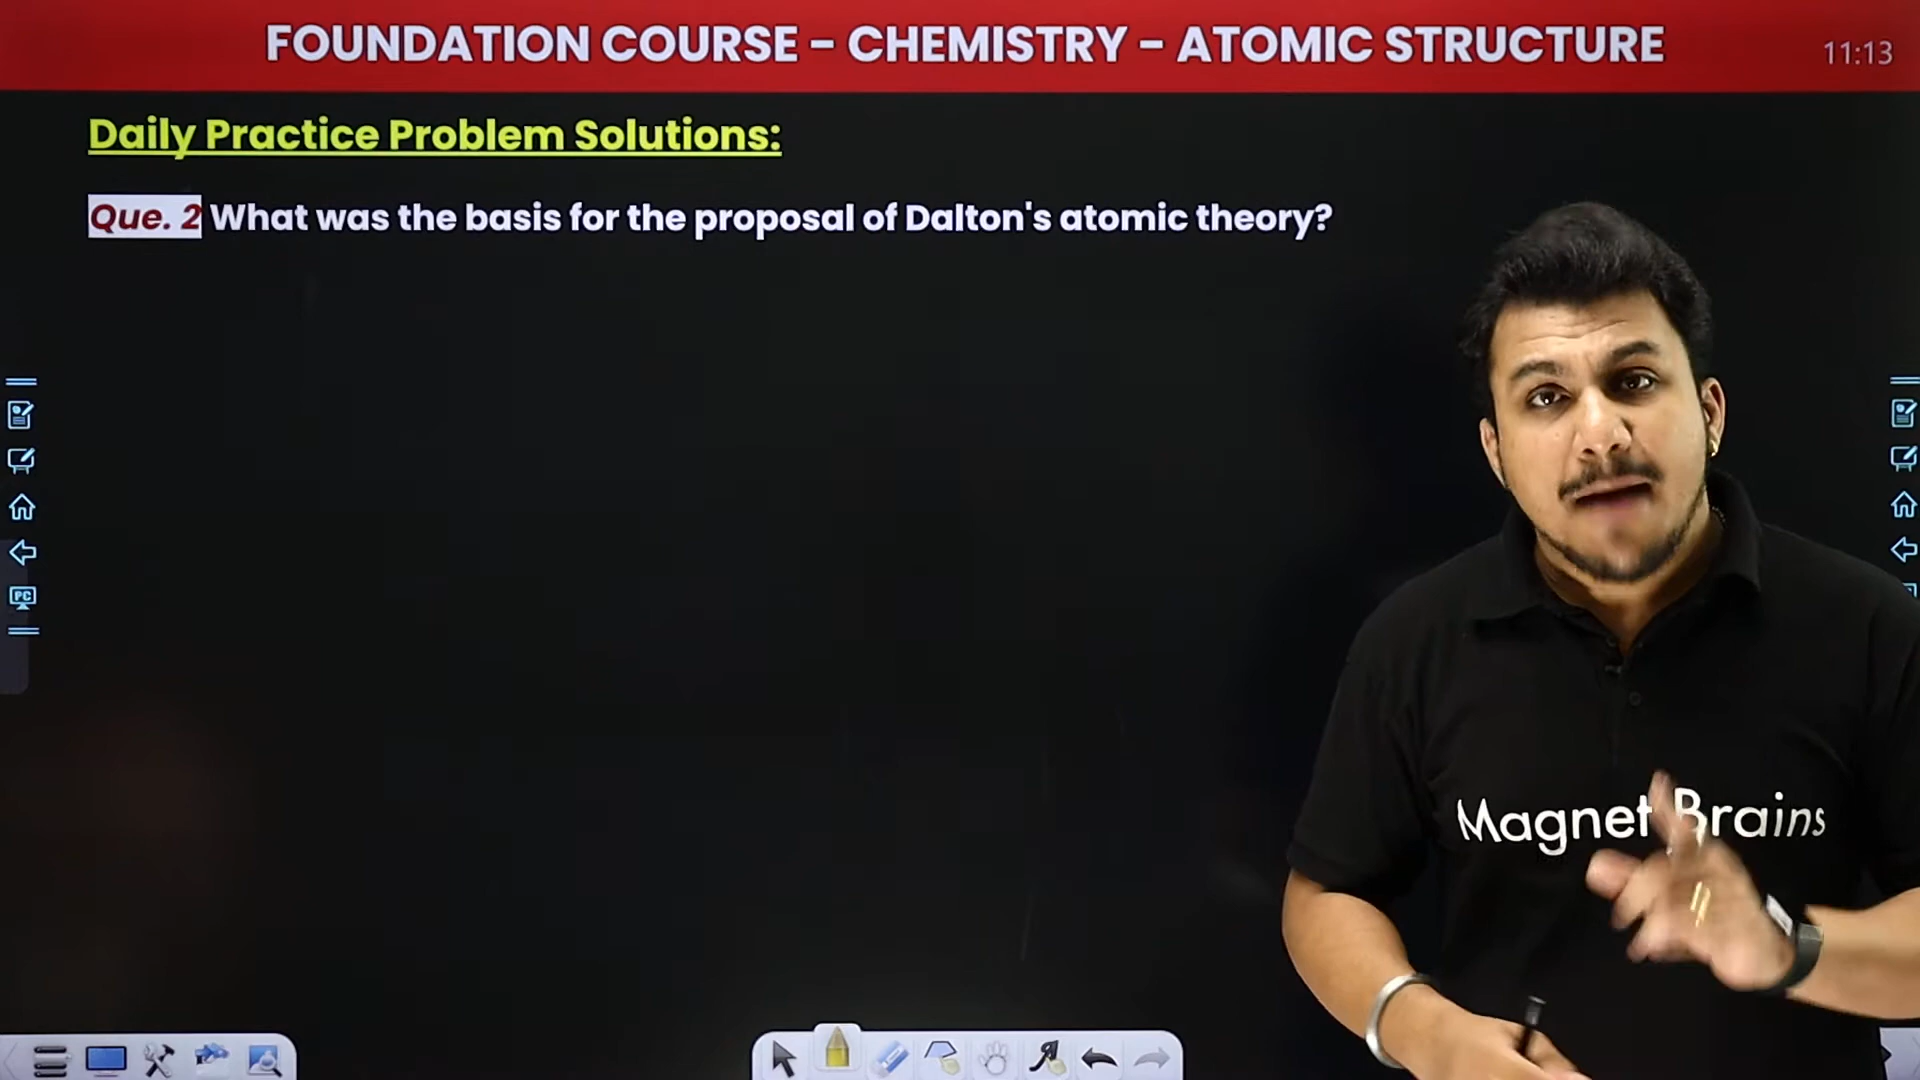 FOUNDATION COURSE – CHEMISTRY – ATOMIC STRUCTURE
11:13
Daily Practice Problem Solutions:
Que. 2 What was the basis for the proposal of Dalton's atomic theory?
PC
Magnet Brains